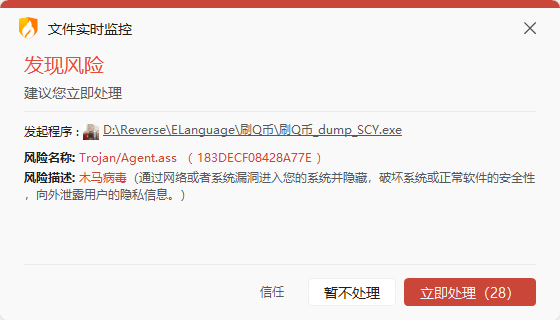 文件实时监控
发现风险
建议您立即处理
发起程序 : D:\Reverse\ELanguage\刷Q币\刷Q币_dump_SCY.exe
风险名称: Trojan/Agent.ass （ 183DECF08428A77E ）
风险描述: 木马病毒（通过网络或者系统漏洞进入您的系统并隐藏，破坏系统或正常软件的安全性
，向外泄露用户的隐私信息。）
信任 暂不处理 立即处理（28）